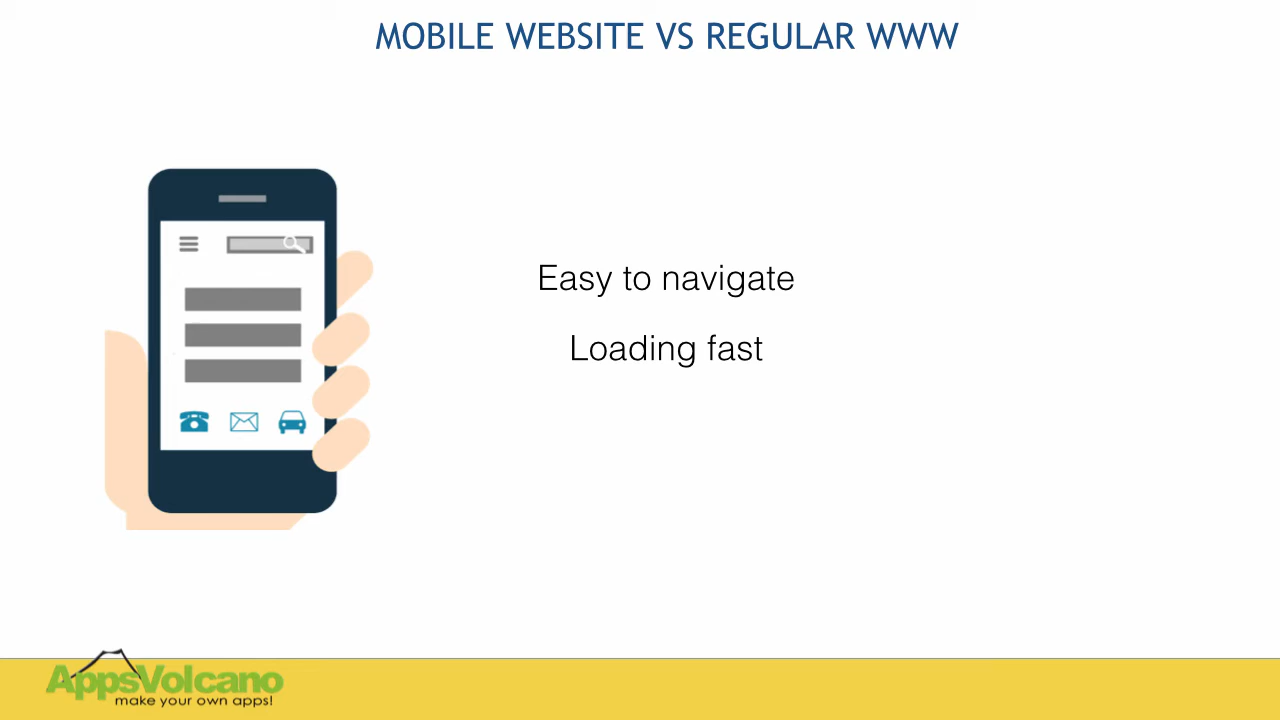 MOBILE WEBSITE VS REGULAR WWW
Easy to navigate
Loading fast
AppsVolcano
make your own apps!